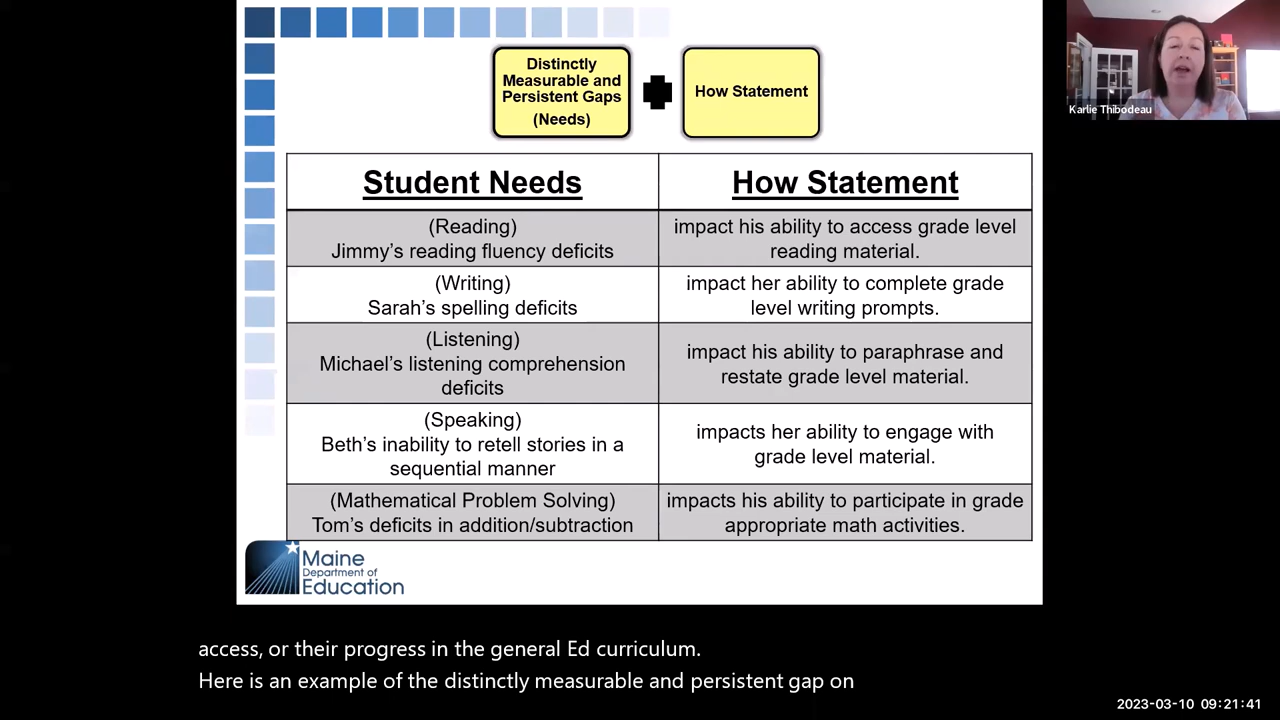 Distinctly
Measurable and
Persistent Gaps
(Needs)
How Statement
Karlie Thibodeau
Student Needs
How Statement
(Reading)
Jimmy’s reading fluency deficits
impact his ability to access grade level
reading material.
(Writing)
Sarah’s spelling deficits
impact her ability to complete grade
level writing prompts.
(Listening)
Michael’s listening comprehension
deficits
impact his ability to paraphrase and
restate grade level material.
(Speaking)
Beth’s inability to retell stories in a
sequential manner
impacts her ability to engage with
grade level material.
(Mathematical Problem Solving)
Tom’s deficits in addition/subtraction
impacts his ability to participate in grade
appropriate math activities.
Maine
Department of
Education
access, or their progress in the general Ed curriculum.
Here is an example of the distinctly measurable and persistent gap on
2023-03-10 09:21:41